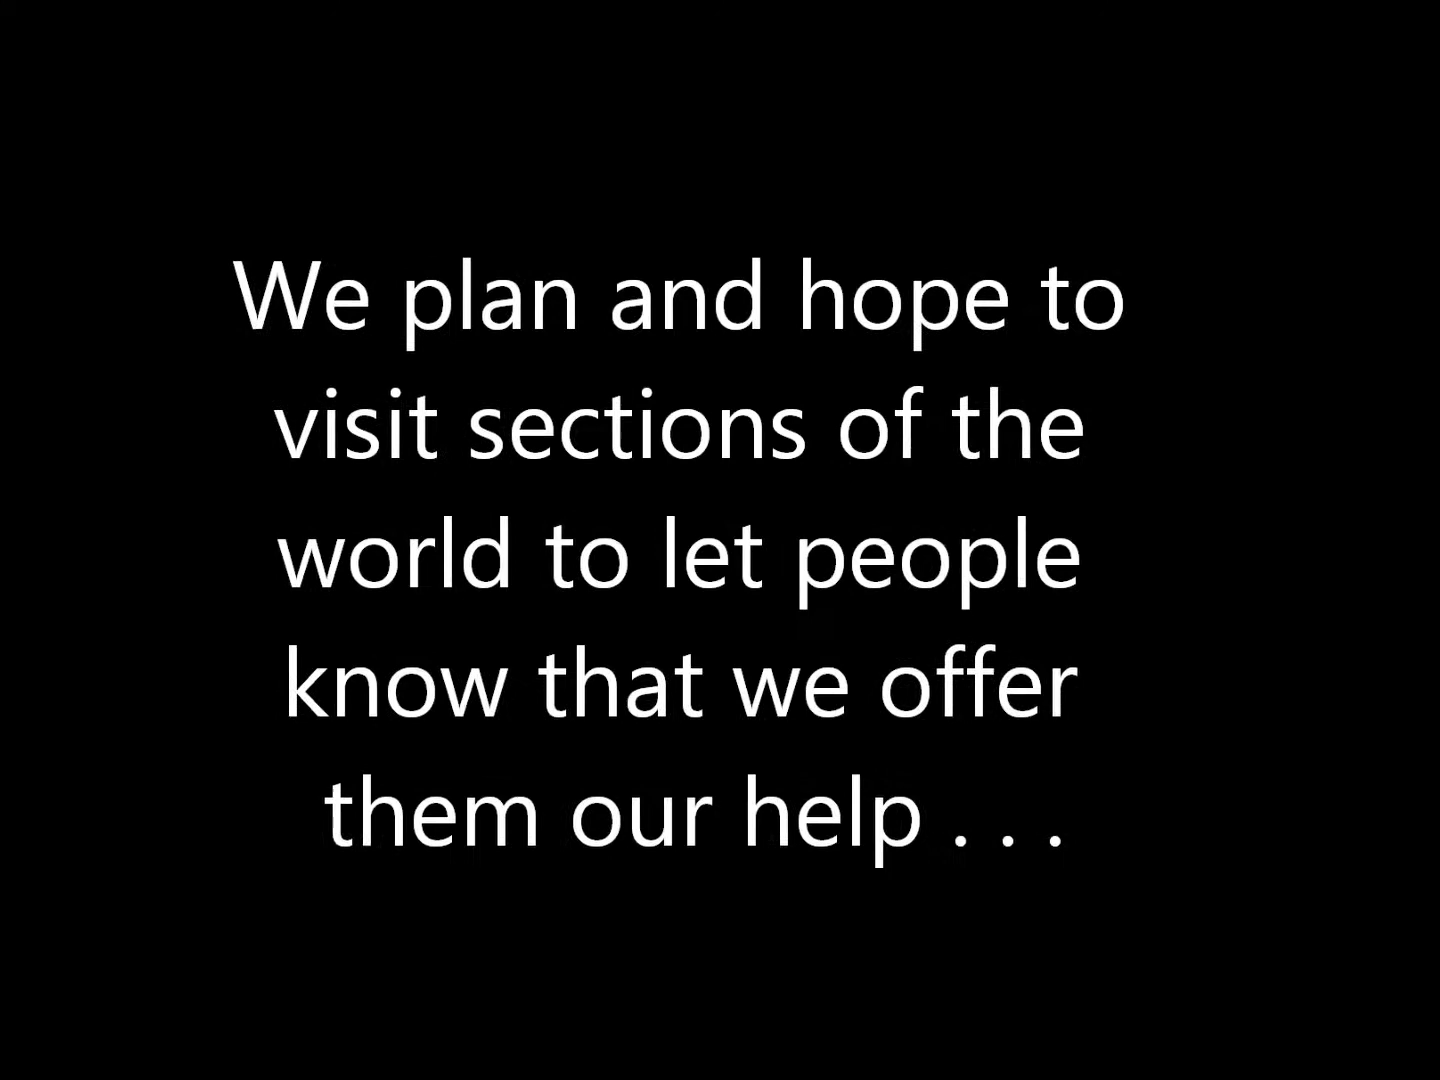 We plan and hope to
visit sections of the
world to let people
know that we offer
them our help . . .